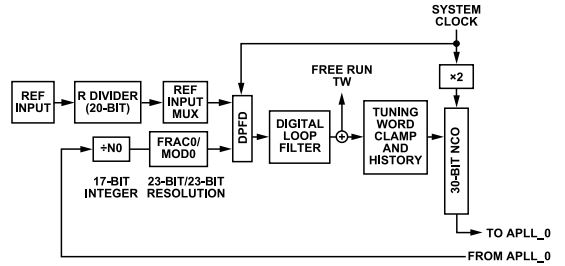 SYSTEM
CLOCK
FREE RUN
TW
×2
REF
INPUT
R DIVIDER
(20-BIT)
REF
INPUT
MUX
DPFD
DIGITAL
LOOP
FILTER
+
TUNING
WORD
CLAMP
AND
HISTORY
30-BIT NCO
÷N0
FRAC0/
MOD0
17-BIT
INTEGER
23-BIT/23-BIT
RESOLUTION
TO APLL_0
FROM APLL_0